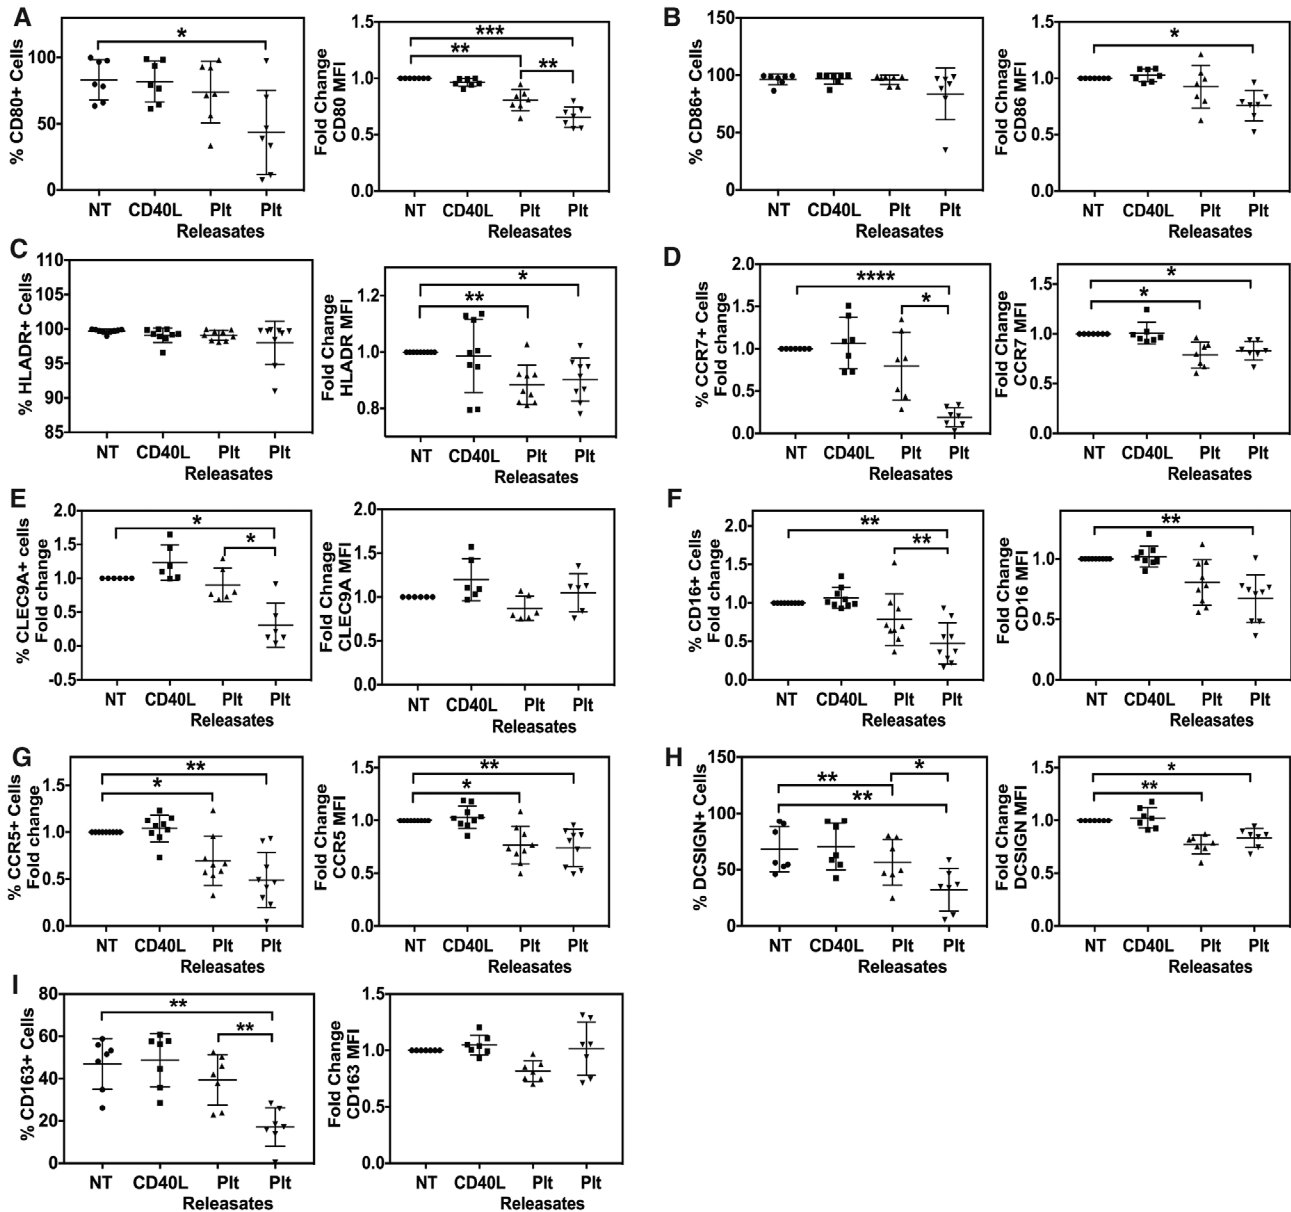 A
% CD80+ Cells
100
50
0
*
NT CD40L Plt Plt
Releasates
Fold Change
CD80 MFI
1.5
1.0
0.5
0.0
***
**
**
NT CD40L Plt Plt
Releasates
B
% CD86+ Cells
150
100
50
0
NT CD40L Plt Plt
Releasates
Fold Chnage
CD86 MFI
1.5
1.0
0.5
0.0
*
NT CD40L Plt Plt
Releasates
C
% HLADR+ Cells
110
105
100
95
90
85
NT CD40L Plt Plt
Releasates
Fold Change
HLADR MFI
1.2
1.0
0.8
*
**
NT CD40L Plt Plt
Releasates
D
% CCR7+ Cells
Fold change
2.0
1.5
1.0
0.5
0.0
****
*
NT CD40L Plt Plt
Releasates
Fold Change
CCR7 MFI
1.5
1.0
0.5
0.0
*
*
NT CD40L Plt Plt
Releasates
E
% CLEC9A+ cells
Fold change
2.0
1.5
1.0
0.5
0.0
-0.5
*
*
NT CD40L Plt Plt
Releasates
Fold Chnage
CLEC9A MFI
2.0
1.5
1.0
0.5
0.0
NT CD40L Plt Plt
Releasates
F
% CD16+ Cells
Fold change
2.0
1.5
1.0
0.5
0.0
**
**
NT CD40L Plt Plt
Releasates
Fold Change
CD16 MFI
1.0
0.5
0.0
**
NT CD40L Plt Plt
Releasates
G
% CCR5+ Cells
Fold change
1.5
1.0
0.5
0.0
**
*
NT CD40L Plt Plt
Releasates
Fold Change
CCR5 MFI
1.5
1.0
0.5
0.0
**
*
NT CD40L Plt Plt
Releasates
H
% DCSIGN+ Cells
150
100
50
0
*
**
**
NT CD40L Plt Plt
Releasates
Fold Change
DCSIGN MFI
1.5
1.0
0.5
0.0
*
**
NT CD40L Plt Plt
Releasates
I
% CD163+ Cells
80
60
40
20
0
**
**
NT CD40L Plt Plt
Releasates
Fold Change
CD163 MFI
1.5
1.0
0.5
0.0
NT CD40L Plt Plt
Releasates